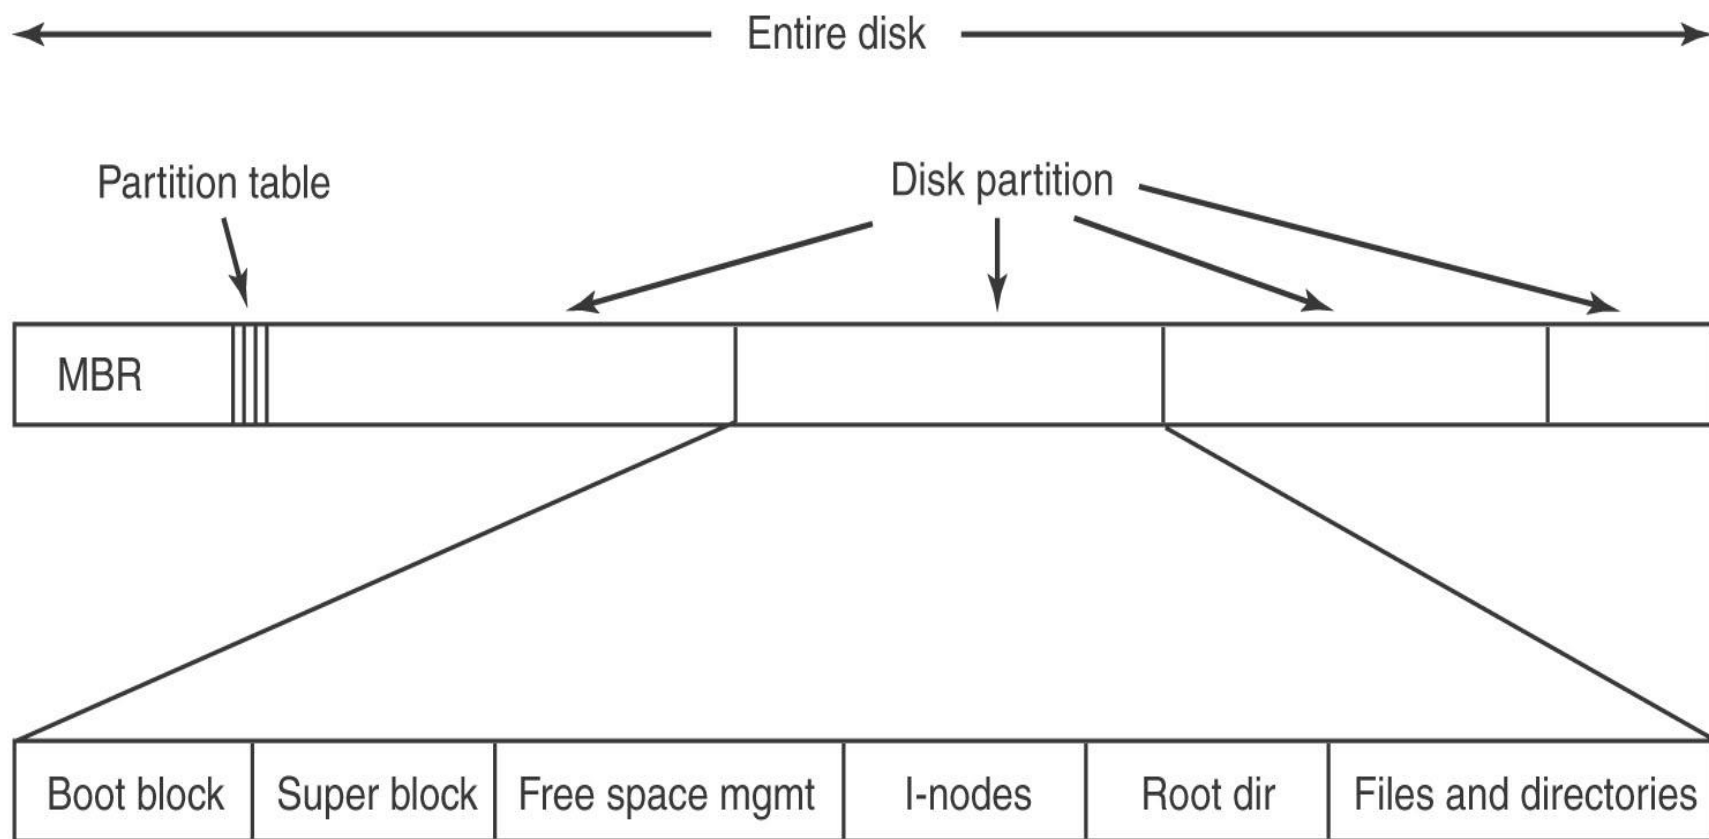 Entire disk
Partition table
Disk partition
MBR
Boot block
Super block
Free space mgmt
I-nodes
Root dir
Files and directories